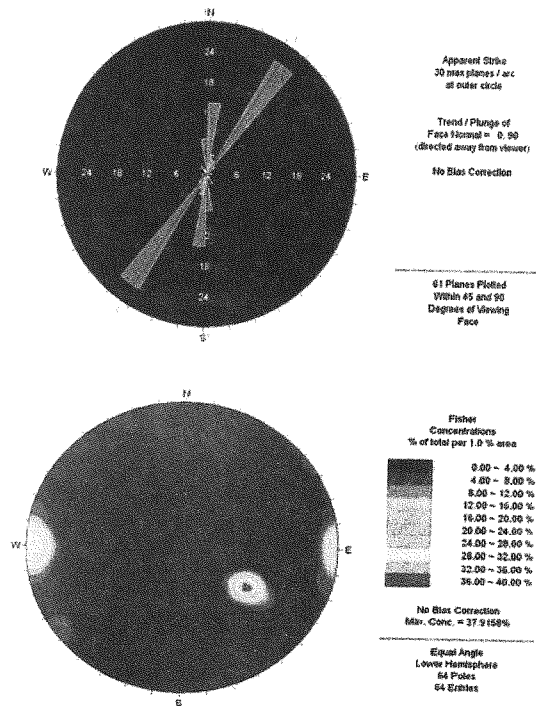 N
24
18
W 24 18 12 6 6 12 18 24 E
12
18
24
S
Apparent Strike
30 max planes / arc
at outer circle
Trend / Plunge of
Face Normal = 0, 90
(directed away from viewer)
No Bias Correction
61 Planes Plotted
Within 45 and 90
Degrees of Viewing
Face
N
W
E
S
Fisher
Concentrations
% of total per 1.0 % area
0.00 ~ 4.00 %
4.00 ~ 8.00 %
8.00 ~ 12.00 %
12.00 ~ 16.00 %
16.00 ~ 20.00 %
20.00 ~ 24.00 %
24.00 ~ 28.00 %
28.00 ~ 32.00 %
32.00 ~ 36.00 %
36.00 ~ 40.00 %
No Bias Correction
Max. Conc. = 37.9158%
Equal Angle
Lower Hemisphere
64 Poles
64 Entries